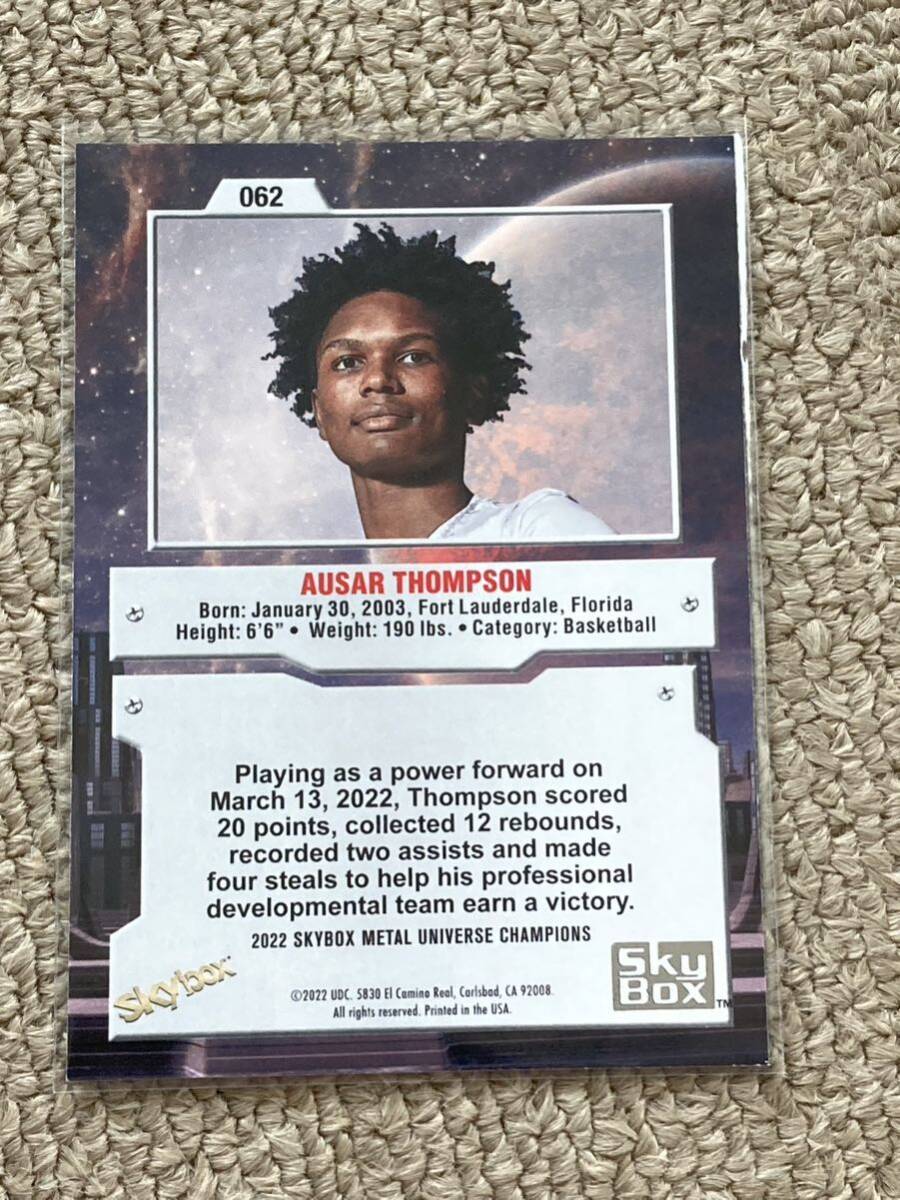 062
AUSAR THOMPSON
Born: January 30, 2003, Fort Lauderdale, Florida
Height: 6'6" • Weight: 190 lbs. • Category: Basketball
Playing as a power forward on
March 13, 2022, Thompson scored
20 points, collected 12 rebounds,
recorded two assists and made
four steals to help his professional
developmental team earn a victory.
2022 SKYBOX METAL UNIVERSE CHAMPIONS
Skybox™
Sky
Box™
©2022 UDC. 5830 El Camino Real, Carlsbad, CA 92008.
All rights reserved. Printed in the USA.